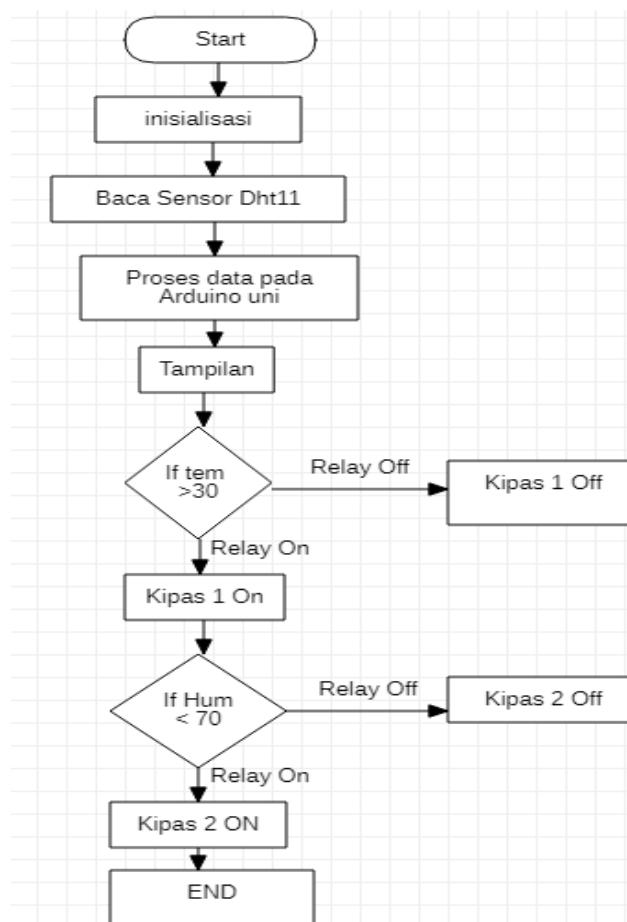 Start
inisialisasi
Baca Sensor Dht11
Proses data pada
Arduino uni
Tampilan
If tem
>30
Relay Off
Kipas 1 Off
Relay On
Kipas 1 On
If Hum
< 70
Relay Off
Kipas 2 Off
Relay On
Kipas 2 ON
END